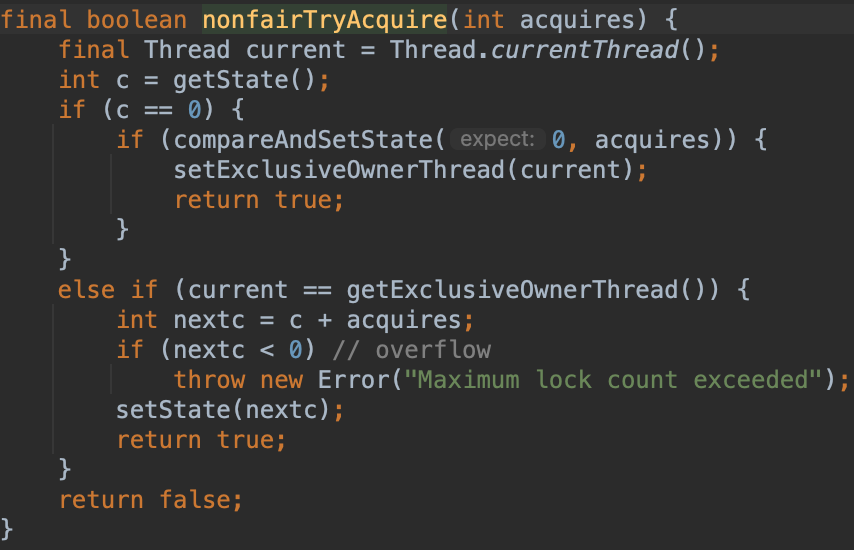 final boolean nonfairTryAcquire(int acquires) {
    final Thread current = Thread.currentThread();
    int c = getState();
    if (c == 0) {
        if (compareAndSetState( expect: 0, acquires)) {
            setExclusiveOwnerThread(current);
            return true;
        }
    }
    else if (current == getExclusiveOwnerThread()) {
        int nextc = c + acquires;
        if (nextc < 0) // overflow
            throw new Error("Maximum lock count exceeded");
        setState(nextc);
        return true;
    }
    return false;
}